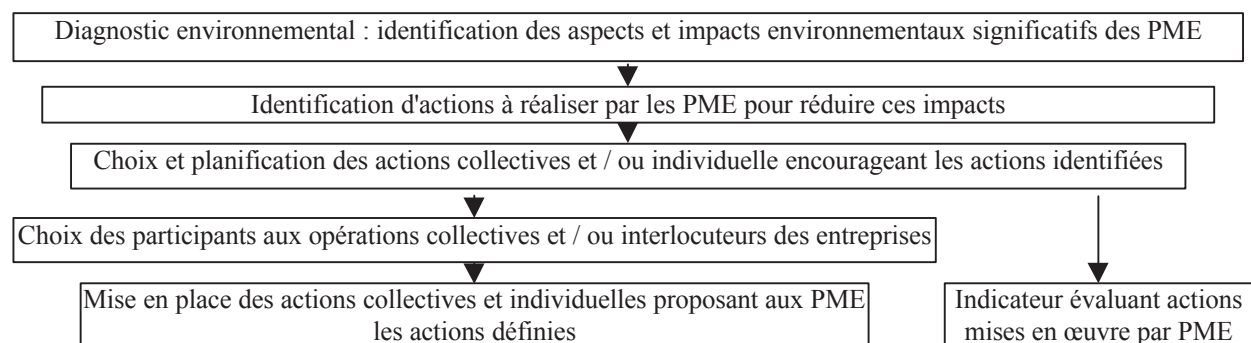 Diagnostic environnemental : identification des aspects et impacts environnementaux significatifs des PME
Identification d'actions à réaliser par les PME pour réduire ces impacts
Choix et planification des actions collectives et / ou individuelle encourageant les actions identifiées
Choix des participants aux opérations collectives et / ou interlocuteurs des entreprises
Mise en place des actions collectives et individuelles proposant aux PME
les actions définies
Indicateur évaluant actions
mises en œuvre par PME